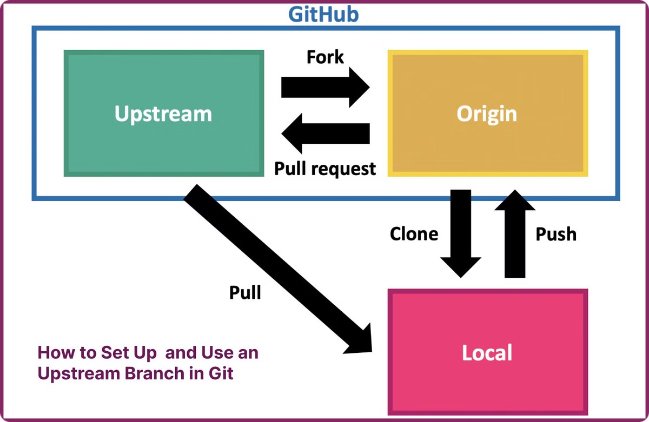 GitHub
Fork
Upstream
Origin
Pull request
Clone
Push
Pull
Local
How to Set Up and Use an
Upstream Branch in Git